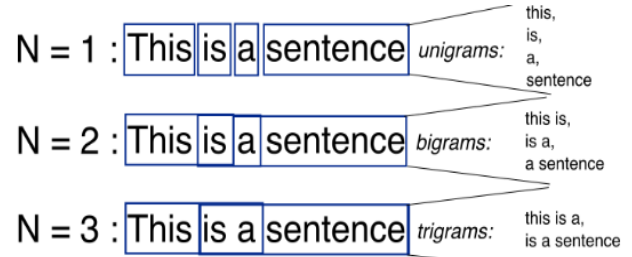 N = 1 : This is a sentence unigrams:
this,
is,
a,
sentence
N = 2 : This is a sentence bigrams:
this is,
is a,
a sentence
N = 3 : This is a sentence trigrams:
this is a,
is a sentence